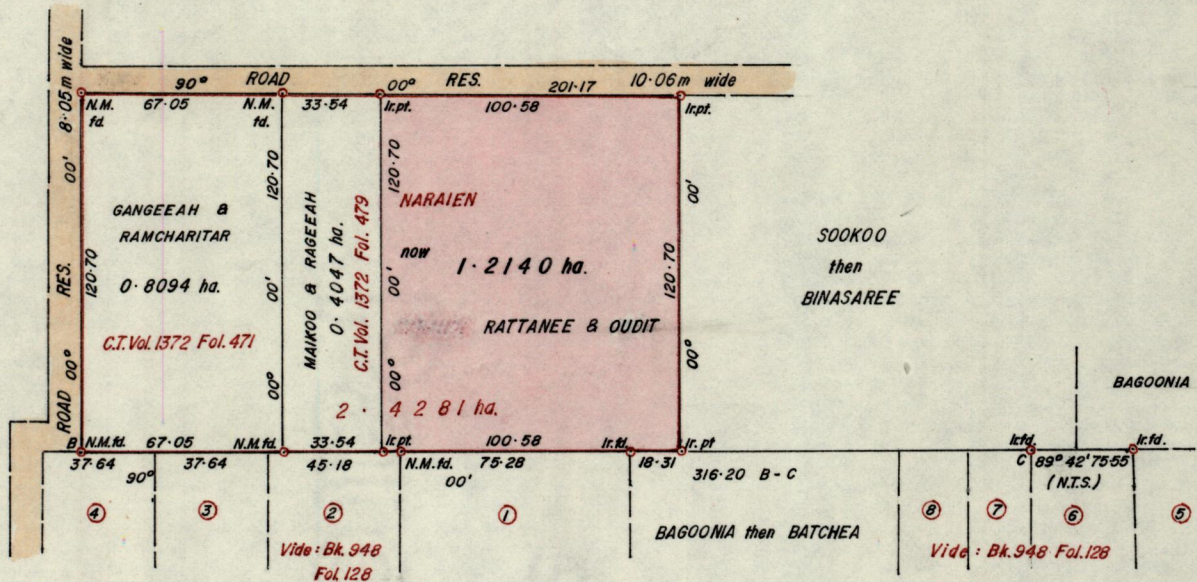 8·05m wide
00'
RES.
00°
ROAD
90° ROAD 00° RES. 201·17 10·06m wide
N.M. fd. 67·05 N.M. fd. 33·54 Ir.pt. 100·58 Ir.pt.
120·70
120·70
120·70
120·70
00'
00'
00'
00'
00°
00°
00°
GANGEEAH &
RAMCHARITAR
0·8094 ha.
C.T. Vol. 1372 Fol. 471
MAIKOO & RAGEEAH
0·4047 ha.
C.T. Vol. 1372 Fol. 479
NARAIEN
now
1·2140 ha.
RATTANEE & OUDIT
2·4281 ha.
SOOKOO
then
BINASAREE
BAGOONIA
B N.M.fd. 67·05 N.M.fd. 33·54 Ir.pt. 100·58 Ir.fd. Ir.pt
37·64 37·64 45·18 N.M.fd. 75·28 18·31 316·20 B-C
90° 00'
Ir.fd. Ir.fd.
C 89° 42' 75·55
(N.T.S.)
4 3 2 1 8 7 6 5
BAGOONIA then BATCHEA
Vide : Bk. 948
Fol. 128
Vide : Bk. 948 Fol. 128